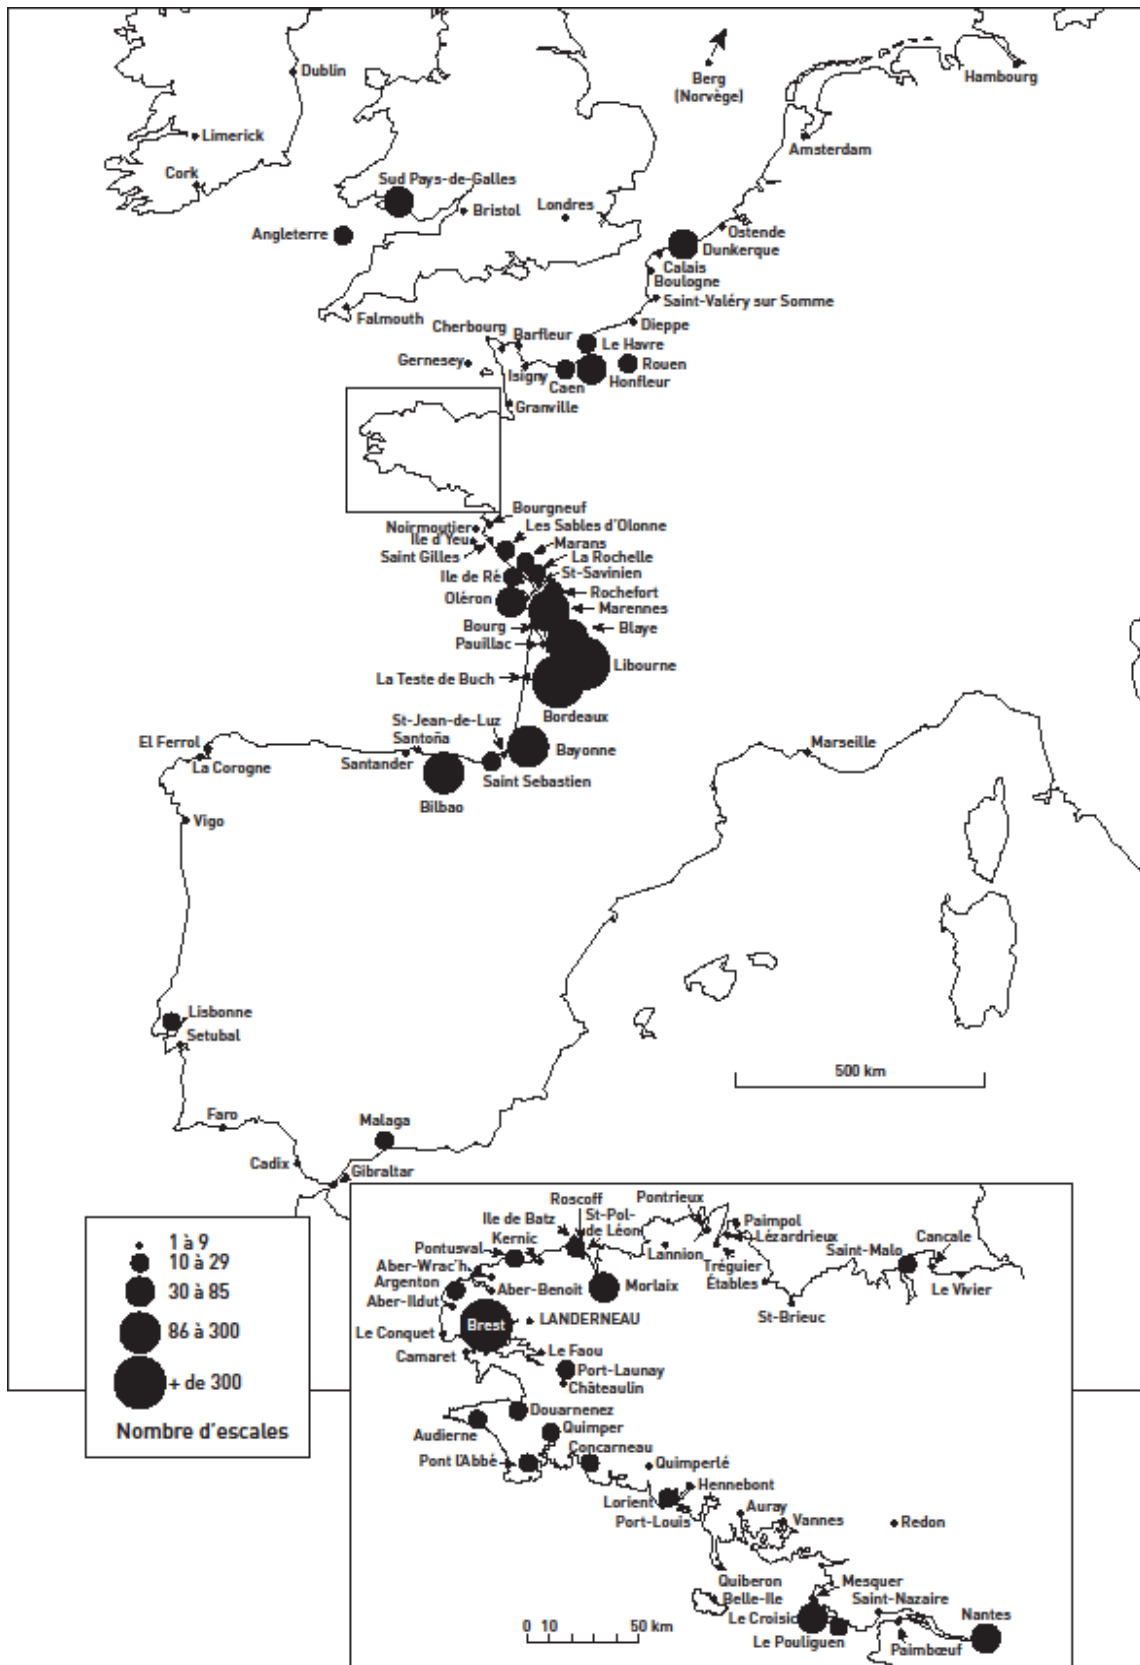 Dublin
Berg
(Norvège)
Hambourg
Limerick
Amsterdam
Cork
Sud Pays-de-Galles
Bristol
Londres
Angleterre
Ostende
Dunkerque
Calais
Boulogne
Saint-Valéry sur Somme
Falmouth
Dieppe
Cherbourg
Barfleur
Le Havre
Gernesey
Isigny
Rouen
Caen
Honfleur
Granville
Bourgneuf
Noirmoutier
Les Sables d'Olonne
Ile d'Yeu
Marans
Saint Gilles
La Rochelle
Ile de Ré
St-Savinien
Rochefort
Oléron
Marennes
Bourg
Blaye
Pauillac
Libourne
La Teste de Buch
Bordeaux
St-Jean-de-Luz
El Ferrol
Santoña
Bayonne
Marseille
La Corogne
Santander
Saint Sebastien
Bilbao
Vigo
Lisbonne
Setubal
500 km
Faro
Malaga
Cadix
Gibraltar
1 à 9
10 à 29
30 à 85
86 à 300
+ de 300
Nombre d'escales
Roscoff
Pontrieux
Ile de Batz
St-Pol-
de Léon
Paimpol
Kernic
Lézardrieux
Pontusval
Lannion
Saint-Malo
Cancale
Aber-Wrac'h
Tréguier
Argenton
Aber-Benoît
Morlaix
Étables
Le Vivier
Aber-Ildut
St-Brieuc
Brest
LANDERNEAU
Le Conquet
Camaret
Le Faou
Port-Launay
Châteaulin
Douarnenez
Audierne
Quimper
Concarneau
Pont l'Abbé
Quimperlé
Hennebont
Lorient
Port-Louis
Auray
Vannes
Redon
Quiberon
Mesquer
Belle-Ile
Saint-Nazaire
Le Croisic
Nantes
Le Pouliguen
Paimbœuf
0 10 50 km